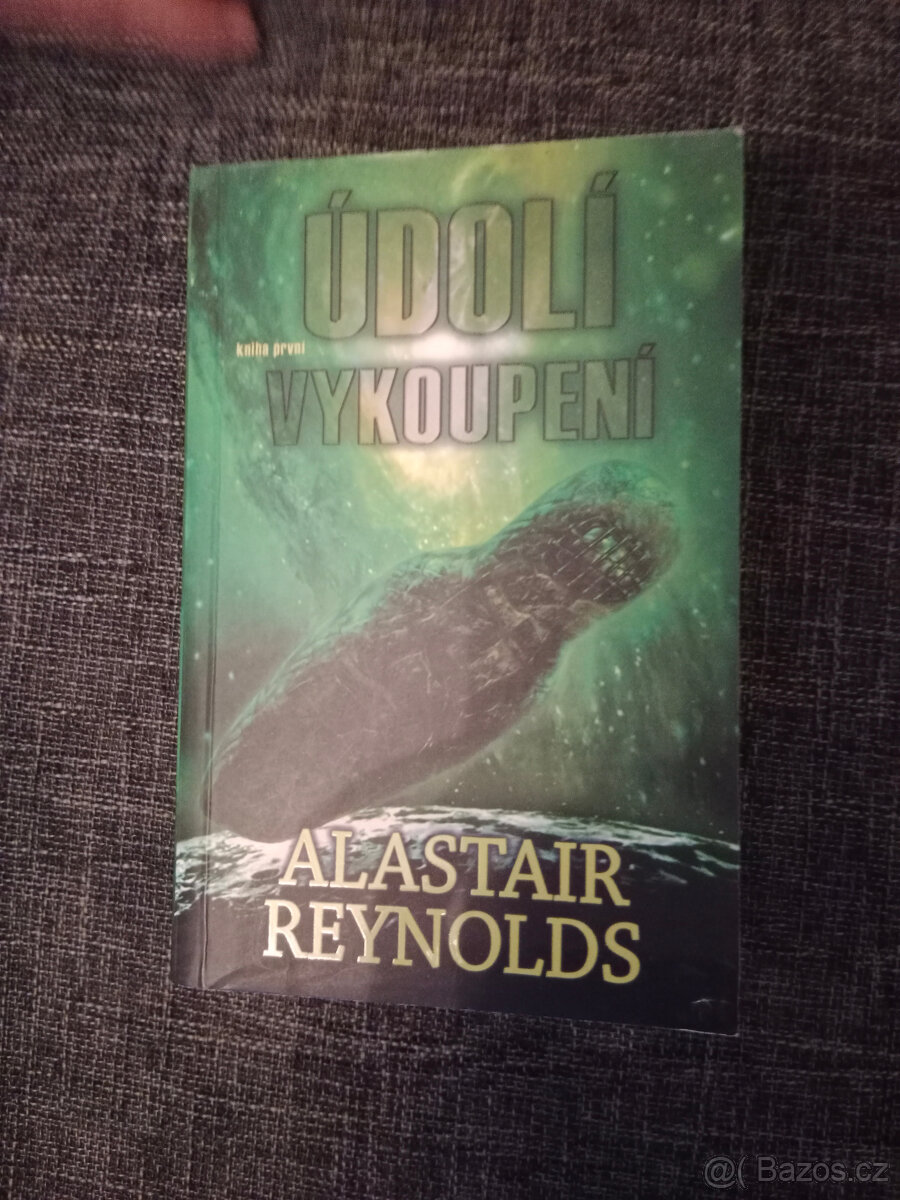 ÚDOLÍ
kniha první
VYKOUPENÍ
ALASTAIR
REYNOLDS
@( Bazos.cz